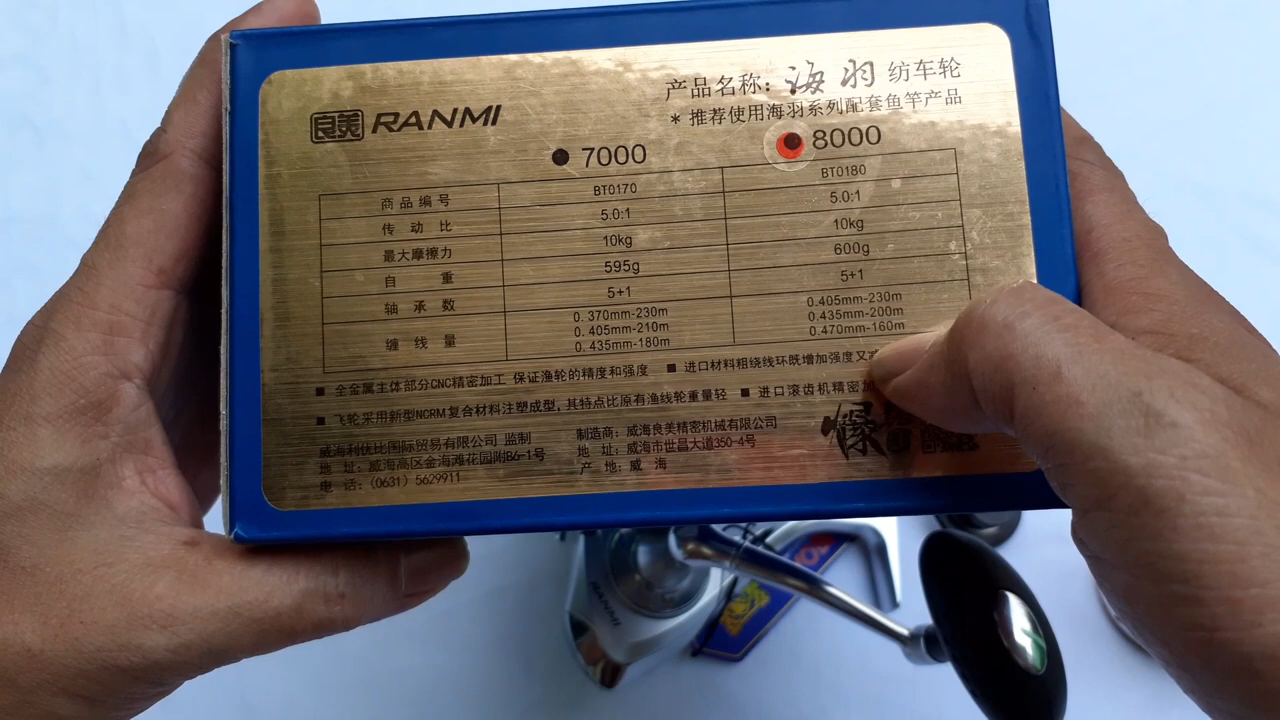 产品名称：海羽 纺车轮
良美 RANMI
* 推荐使用海羽系列配套鱼竿产品
7000 8000
商品编号 BT0170 BT0180
传动比 5.0:1 5.0:1
最大摩擦力 10kg 10kg
自重 595g 600g
轴承数 5+1 5+1
缠线量 0.370mm-230m 0.405mm-230m
0.405mm-210m 0.435mm-200m
0.435mm-180m 0.470mm-160m
■ 全金属主体部分CNC精密加工 保证渔轮的精度和强度 ■ 进口材料粗绕线环既增加强度又
■ 飞轮采用新型NCRM复合材料注塑成型，其特点比原有渔线轮重量轻 ■ 进口滚齿机精密加
威海利优比国际贸易有限公司 监制
地 址：威海高区金海滩花园附B6-1号
电 话：（0631）5629911
制造商：威海良美精密机械有限公司
地 址：威海市世昌大道350-4号
产 地：威 海
RANMI